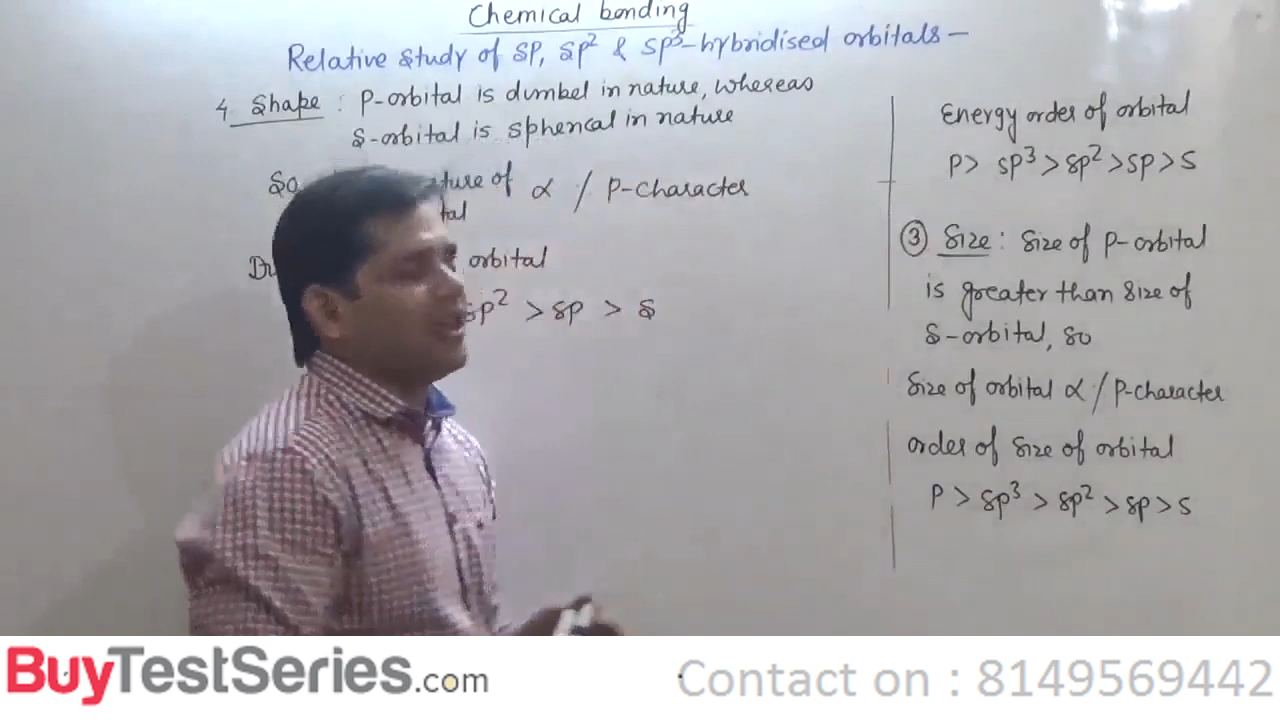 Chemical bonding
Relative study of sp, sp² & sp³-hybridised orbitals —
4. Shape : P-orbital is dumbel in nature, whereas
s-orbital is spherical in nature
So of α / P-character
orbital
sp² > sp > s
Energy order of orbital
P > sp³ > sp² > sp > s
③ Size : Size of p-orbital
is greater than size of
s-orbital, so
Size of orbital α / P-character
order of size of orbital
P > sp³ > sp² > sp > s
BuyTestSeries.com
Contact on : 8149569442